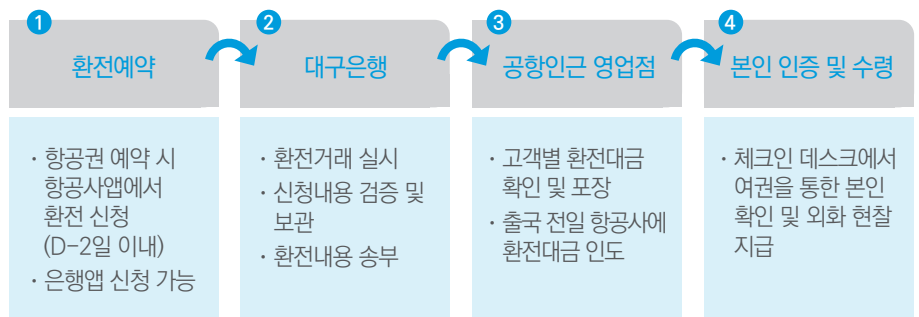 1
환전예약
· 항공권 예약 시
항공사앱에서
환전 신청
(D-2일 이내)
· 은행앱 신청 가능
2
대구은행
· 환전거래 실시
· 신청내용 검증 및
보관
· 환전내용 송부
3
공항인근 영업점
· 고객별 환전대금
확인 및 포장
· 출국 전일 항공사에
환전대금 인도
4
본인 인증 및 수령
· 체크인 데스크에서
여권을 통한 본인
확인 및 외화 현찰
지급